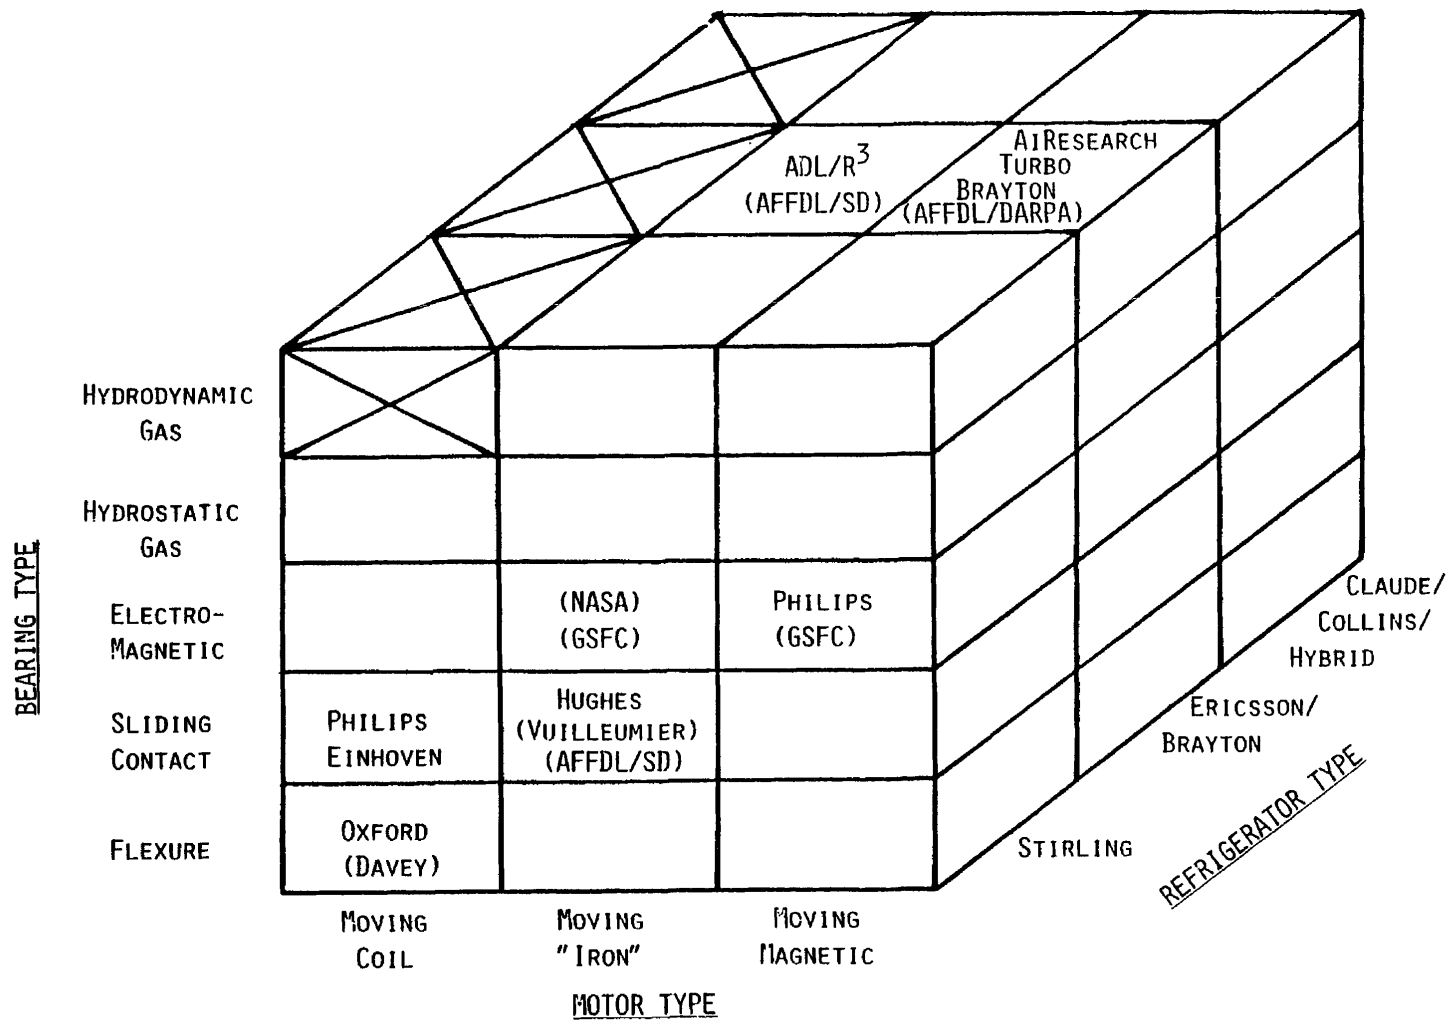 AIRESEARCH
TURBO
BRAYTON
(AFFDL/DARPA)
ADL/R³
(AFFDL/SD)
HYDRODYNAMIC
GAS
HYDROSTATIC
GAS
ELECTRO-
MAGNETIC
SLIDING
CONTACT
FLEXURE
BEARING TYPE
(NASA)
(GSFC)
PHILIPS
(GSFC)
PHILIPS
EINHOVEN
HUGHES
(VUILLEUMIER)
(AFFDL/SD)
OXFORD
(DAVEY)
CLAUDE/
COLLINS/
HYBRID
ERICSSON/
BRAYTON
STIRLING
REFRIGERATOR TYPE
MOVING
COIL
MOVING
"IRON"
MOVING
MAGNETIC
MOTOR TYPE